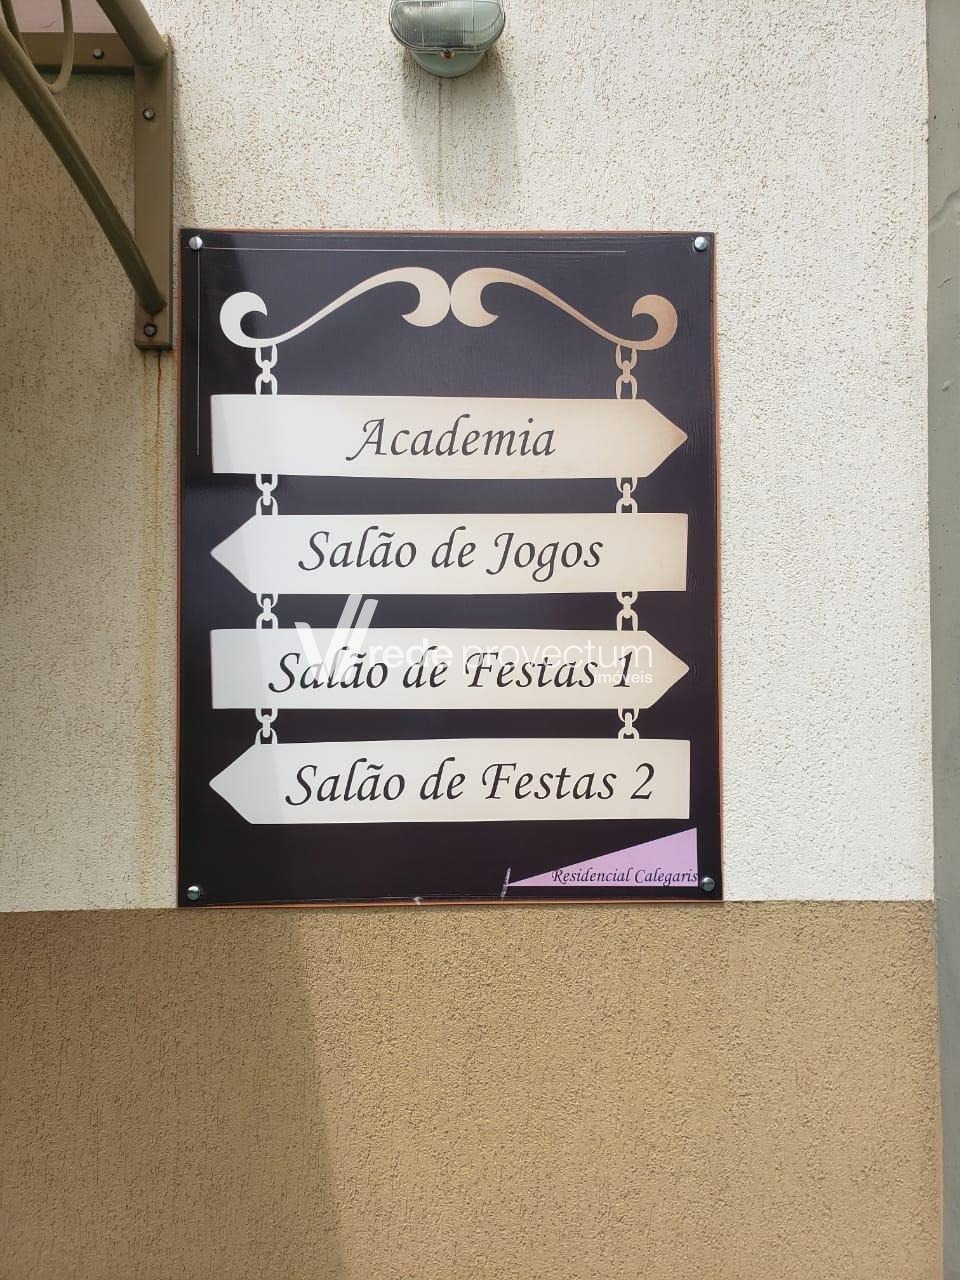 Academia
Salão de Jogos
rede provectum
imóveis
Salão de Festas 1
Salão de Festas 2
Residencial Calegaris